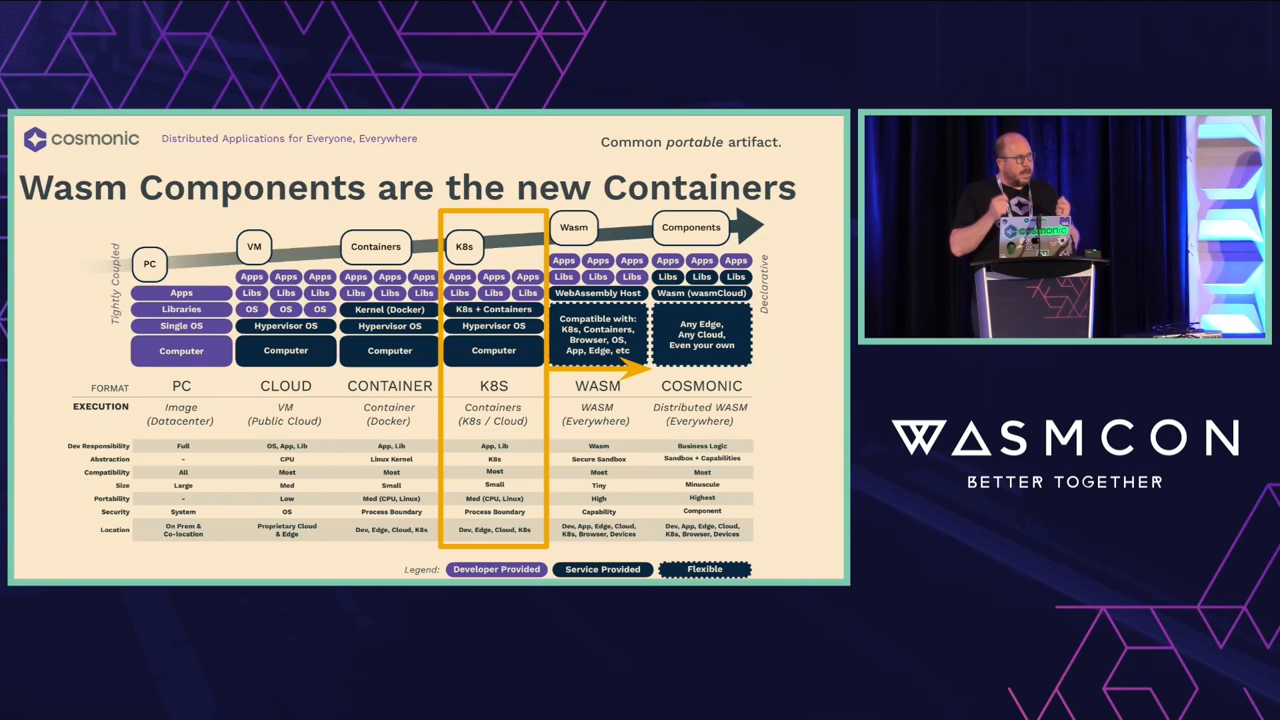 cosmonic
Distributed Applications for Everyone, Everywhere
Common portable artifact.
Wasm Components are the new Containers
Tightly Coupled
PC
VM
Containers
K8s
Wasm
Components
Declarative
Apps
Libraries
Single OS
Computer
Apps Apps Apps
Libs Libs Libs
OS OS OS
Hypervisor OS
Computer
Apps Apps Apps
Libs Libs Libs
Kernel (Docker)
Hypervisor OS
Computer
Apps Apps Apps
Libs Libs Libs
K8s + Containers
Hypervisor OS
Computer
Apps Apps Apps
Libs Libs Libs
WebAssembly Host
Compatible with:
K8s, Containers,
Browser, OS,
App, Edge, etc
Apps Apps Apps
Libs Libs Libs
Wasm (wasmCloud)
Any Edge,
Any Cloud,
Even your own
FORMAT PC CLOUD CONTAINER K8S WASM COSMONIC
EXECUTION Image VM Container Containers WASM Distributed WASM
(Datacenter) (Public Cloud) (Docker) (K8s / Cloud) (Everywhere) (Everywhere)
Dev Responsibility Full OS, App, Lib App, Lib App, Lib Wasm Business Logic
Abstraction - CPU Linux Kernel K8s Secure Sandbox Sandbox + Capabilities
Compatibility All Most Most Most Most Most
Size Large Med Small Small Tiny Minuscule
Portability - Low Med (CPU, Linux) Med (CPU, Linux) High Highest
Security System OS Process Boundary Process Boundary Capability Component
Location On Prem & Proprietary Cloud Dev, Edge, Cloud, K8s Dev, Edge, Cloud, K8s Dev, App, Edge, Cloud, Dev, App, Edge, Cloud,
Co-location & Edge K8s, Browser, Devices K8s, Browser, Devices
Legend: Developer Provided Service Provided Flexible
cosmonic
WASMCON
BETTER TOGETHER